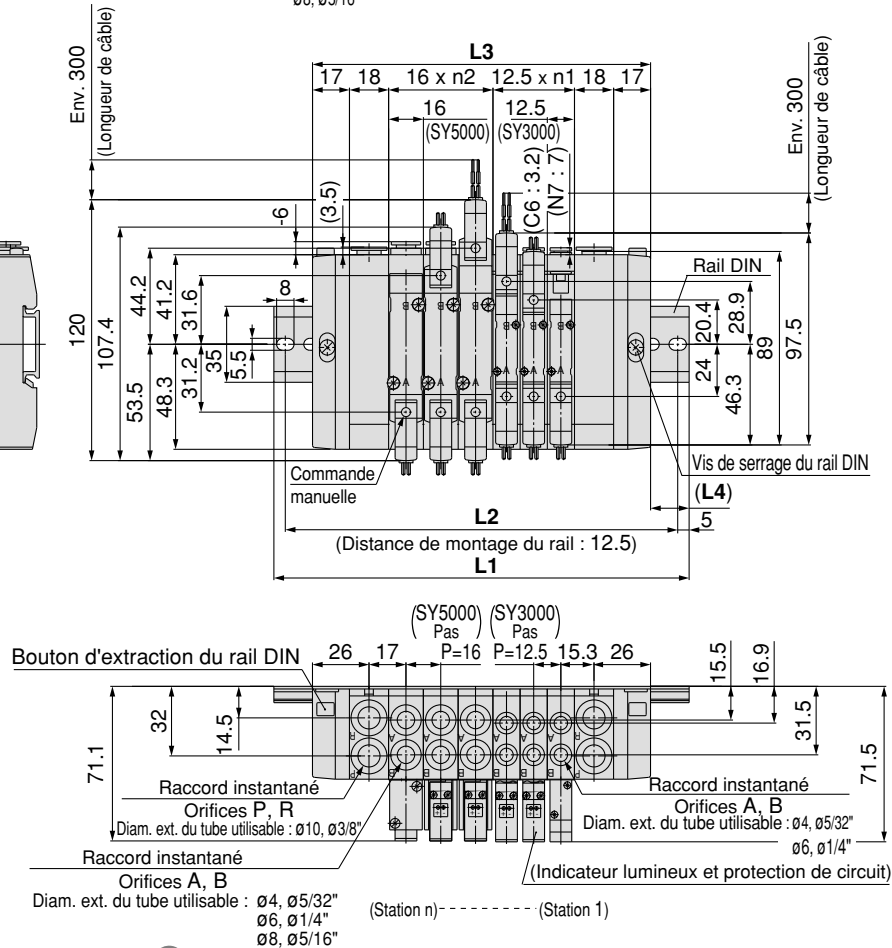 ø8, ø5/16"
Env. 300
(Longueur de câble)
L3
17 18 16 x n2 12.5 x n1 18 17
16
(SY5000)
12.5
(SY3000)
(C6 : 3.2)
(N7 : 7)
Env. 300
(Longueur de câble)
6
(3.5)
8
Rail DIN
120
107.4
44.2
41.2
31.6
35
5.5
31.2
53.5
48.3
B B B B
A A A A
20.4
28.9
89
97.5
24
46.3
Commande
manuelle
Vis de serrage du rail DIN
(L4)
L2
5
(Distance de montage du rail : 12.5)
L1
(SY5000) (SY3000)
Pas Pas
Bouton d'extraction du rail DIN
26 17 P=16 P=12.5 15.3 26
15.5
16.9
71.1
32
14.5
R A A A A R
P B B B B P
31.5
71.5
Raccord instantané
Orifices P, R
Diam. ext. du tube utilisable : ø10, ø3/8"
Raccord instantané
Orifices A, B
Diam. ext. du tube utilisable : ø4, ø5/32"
ø6, ø1/4"
Raccord instantané
Orifices A, B
Diam. ext. du tube utilisable : ø4, ø5/32"
ø6, ø1/4"
ø8, ø5/16"
(Indicateur lumineux et protection de circuit)
(Station n)- - - - - - - - - - -(Station 1)